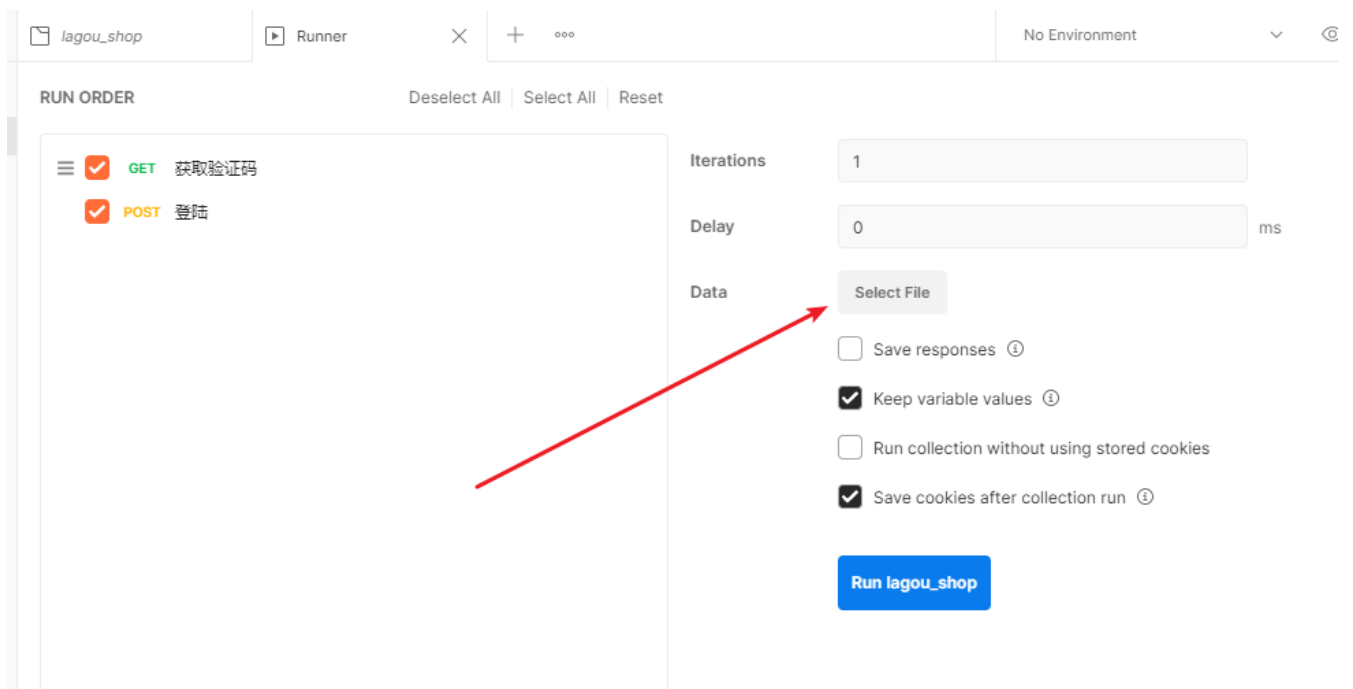 lagou_shop Runner No Environment
RUN ORDER Deselect All Select All Reset
GET 获取验证码
POST 登陆
Iterations 1
Delay 0 ms
Data Select File
Save responses
Keep variable values
Run collection without using stored cookies
Save cookies after collection run
Run lagou_shop